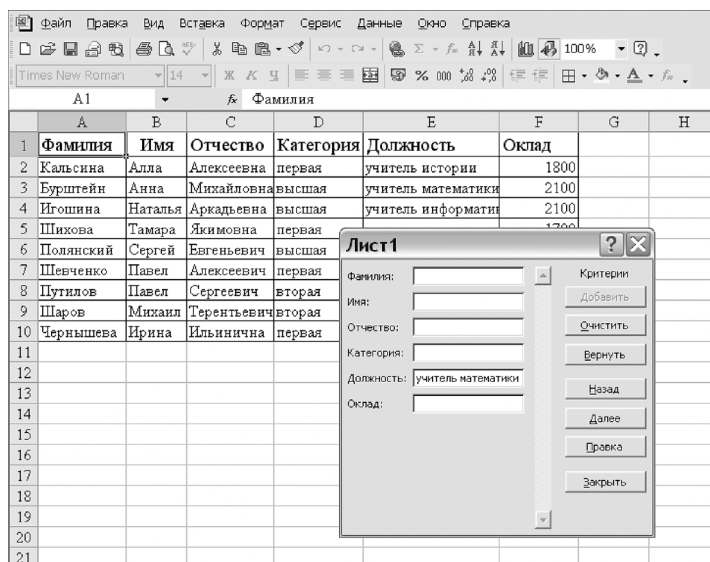 Файл Правка Вид Вставка Формат Сервис Данные Окно Справка
100%
Times New Roman 14 Ж К Ч % 000
A1 fx Фамилия
A B C D E F G H
1 Фамилия Имя Отчество Категория Должность Оклад
2 Кальсина Алла Алексеевна первая учитель истории 1800
3 Бурштейн Анна Михайловна высшая учитель математики 2100
4 Игошина Наталья Аркадьевна высшая учитель информати 2100
5 Шихова Тамара Якимовна первая 1700
6 Полянский Сергей Евгеньевич высшая
7 Шевченко Павел Алексеевич первая
8 Путилов Павел Сергеевич вторая
9 Шаров Михаил Терентьевич вторая
10 Чернышева Ирина Ильинична первая
11
12
13
14
15
16
17
18
19
20
21
Лист1
Фамилия: Критерии
Имя: Добавить
Отчество: Очистить
Категория: Вернуть
Должность: учитель математики Назад
Оклад: Далее
Правка
Закрыть